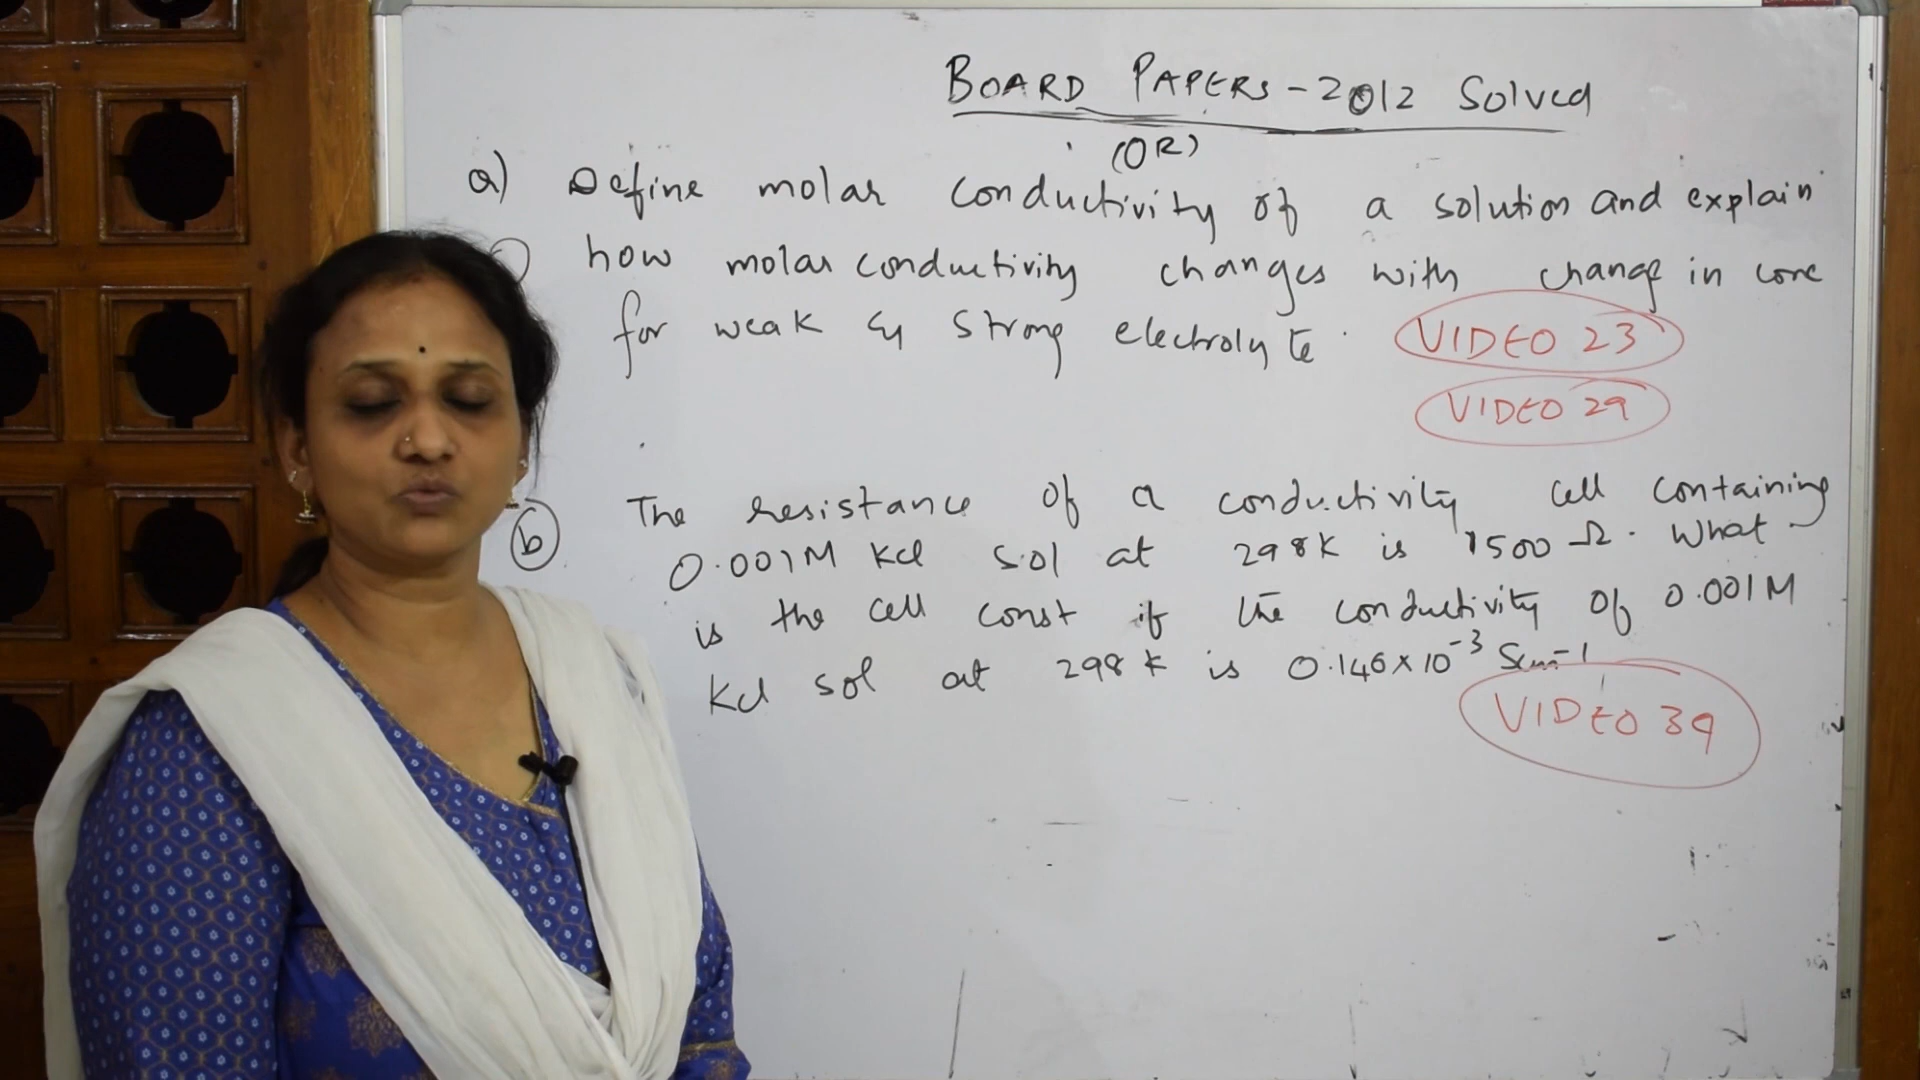 BOARD PAPERS - 2012 Solved
(OR)
a) Define molar conductivity of a solution and explain
how molar conductivity changes with change in conc
for weak & strong electrolyte.
VIDEO 23
VIDEO 29
b The resistance of a conductivity cell containing
0.001M KCl sol at 298K is 1500 Ω. What
is the cell const if the conductivity of 0.001M
KCl sol at 298 K is 0.146 x 10⁻³ Scm⁻¹
VIDEO 39